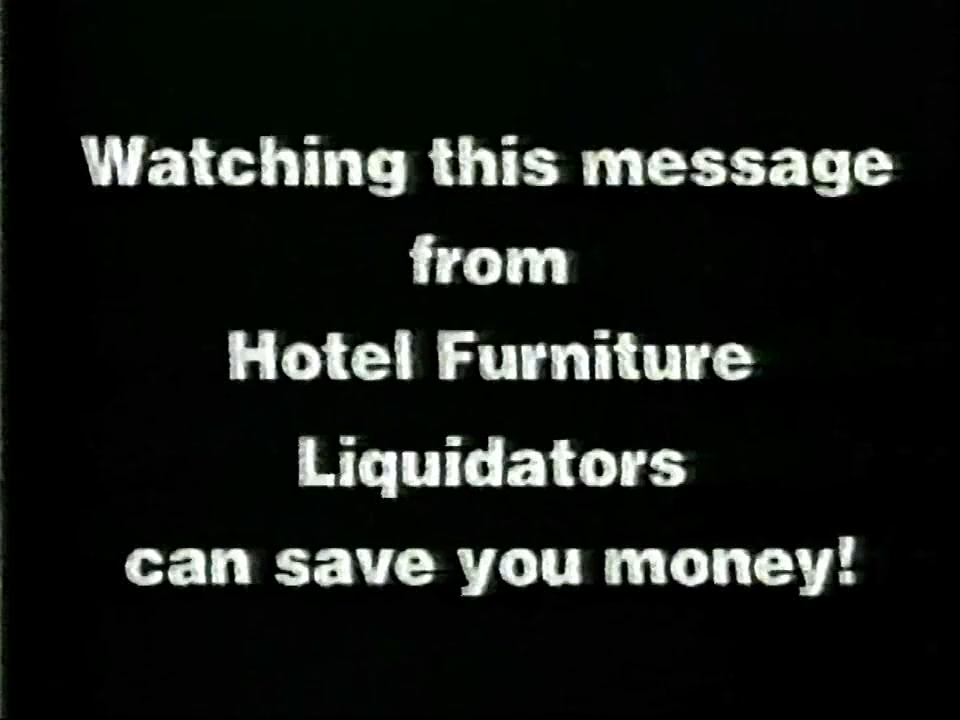 Watching this message
from
Hotel Furniture
Liquidators
can save you money!